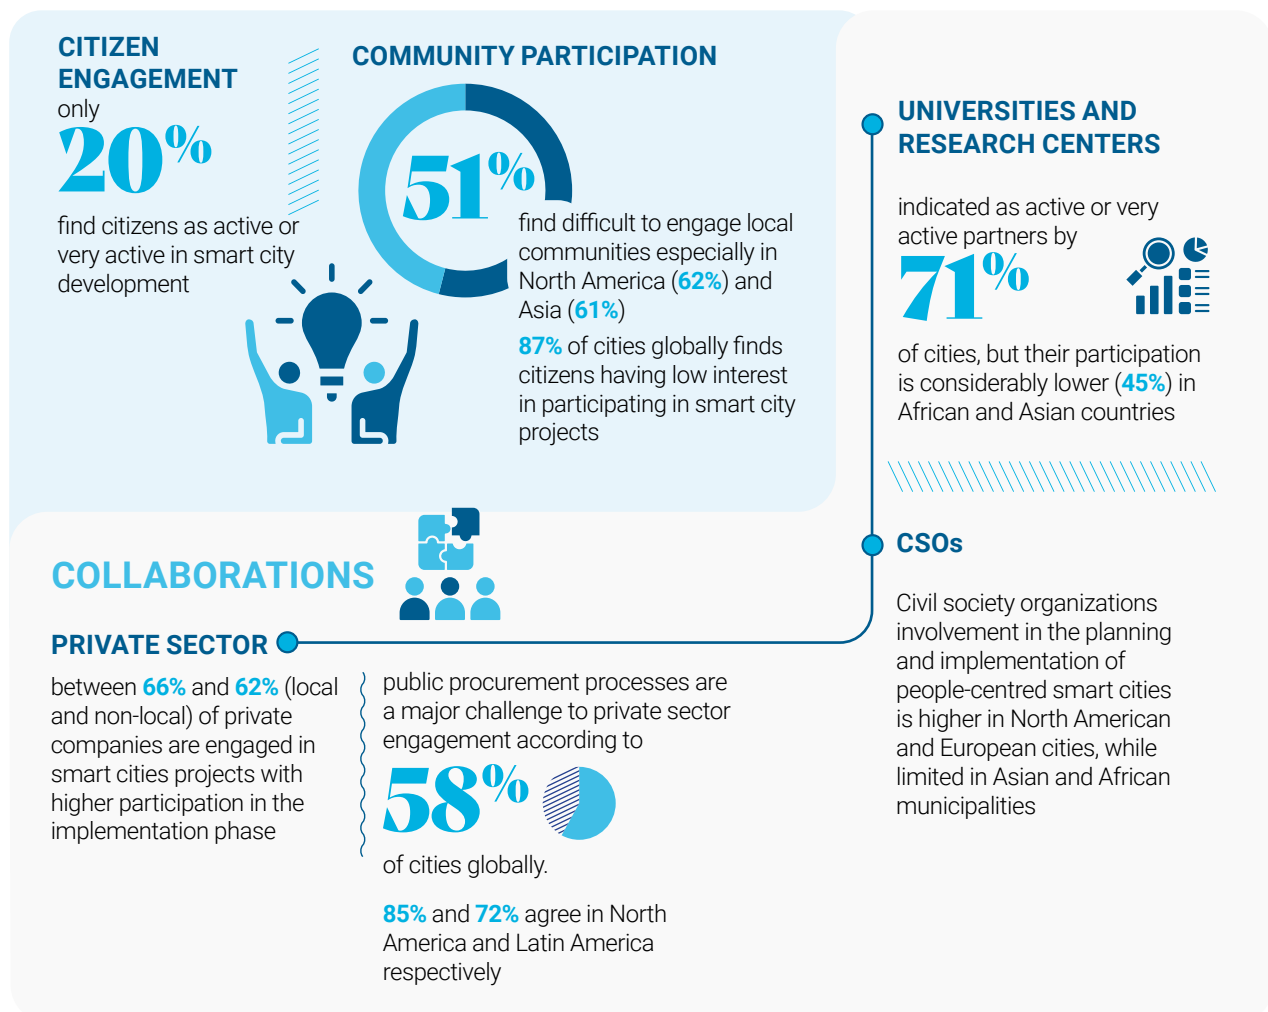 CITIZEN
ENGAGEMENT
only
20%
find citizens as active or
very active in smart city
development
COMMUNITY PARTICIPATION
51%
find difficult to engage local
communities especially in
North America (62%) and
Asia (61%)
87% of cities globally finds
citizens having low interest
in participating in smart city
projects
COLLABORATIONS
PRIVATE SECTOR
between 66% and 62% (local
and non-local) of private
companies are engaged in
smart cities projects with
higher participation in the
implementation phase
public procurement processes are
a major challenge to private sector
engagement according to
58%
of cities globally.
85% and 72% agree in North
America and Latin America
respectively
UNIVERSITIES AND
RESEARCH CENTERS
indicated as active or very
active partners by
71%
of cities, but their participation
is considerably lower (45%) in
African and Asian countries
CSOs
Civil society organizations
involvement in the planning
and implementation of
people-centred smart cities
is higher in North American
and European cities, while
limited in Asian and African
municipalities